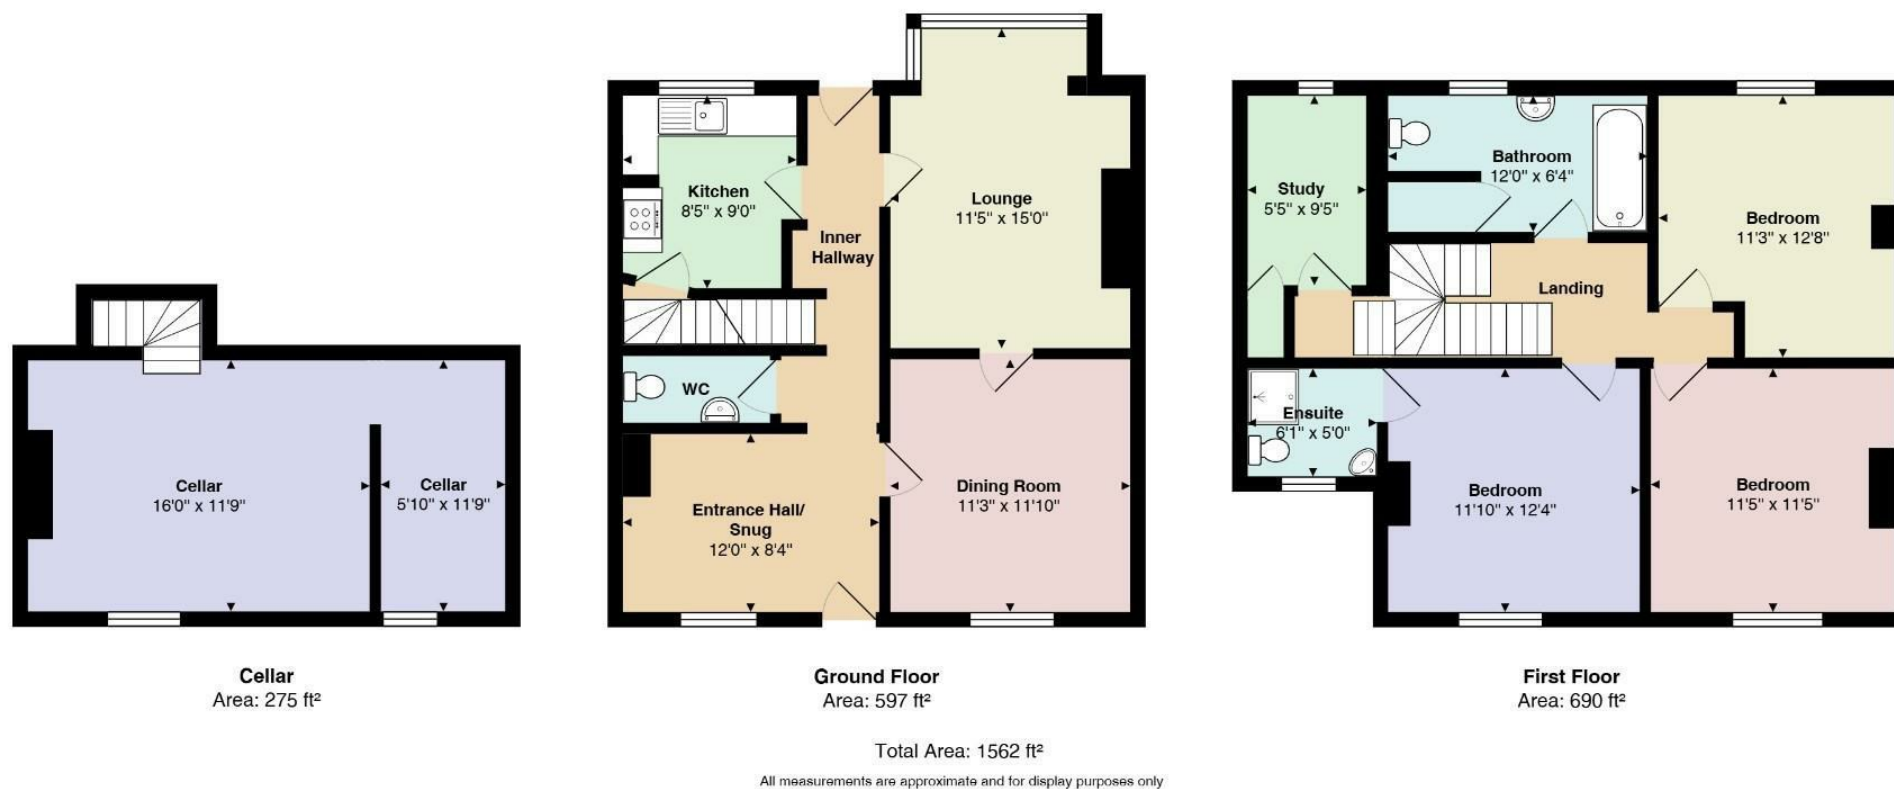 Cellar
16'0" x 11'9"
Cellar
5'10" x 11'9"
Cellar
Area: 275 ft²
Kitchen
8'5" x 9'0"
Inner
Hallway
Lounge
11'5" x 15'0"
WC
Entrance Hall/
Snug
12'0" x 8'4"
Dining Room
11'3" x 11'10"
Ground Floor
Area: 597 ft²
Study
5'5" x 9'5"
Bathroom
12'0" x 6'4"
Bedroom
11'3" x 12'8"
Landing
Ensuite
6'1" x 5'0"
Bedroom
11'10" x 12'4"
Bedroom
11'5" x 11'5"
First Floor
Area: 690 ft²
Total Area: 1562 ft²
All measurements are approximate and for display purposes only